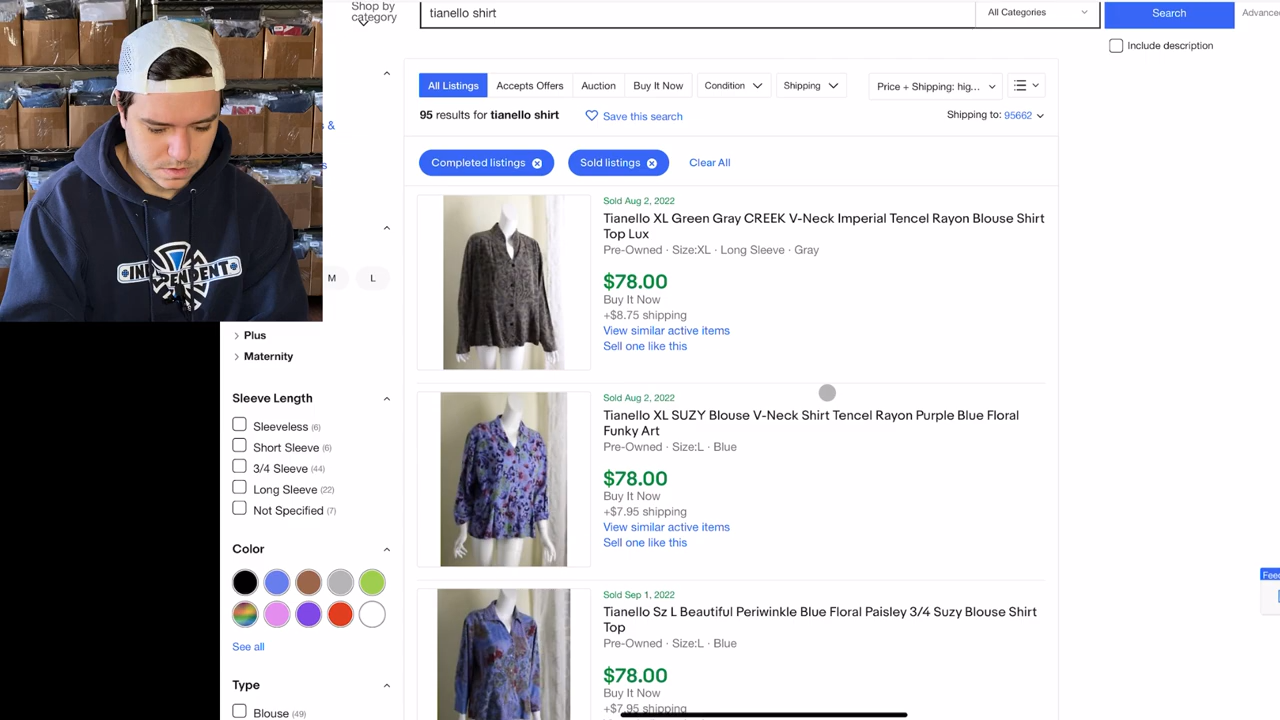 Shop by
category
tianello shirt
All Categories
Search
Advanced
Include description
All Listings
Accepts Offers
Auction
Buy It Now
Condition
Shipping
Price + Shipping: hig...
95 results for tianello shirt
Save this search
Shipping to: 95662
Completed listings
Sold listings
Clear All
Sold Aug 2, 2022
Tianello XL Green Gray CREEK V-Neck Imperial Tencel Rayon Blouse Shirt
Top Lux
Pre-Owned · Size:XL · Long Sleeve · Gray
$78.00
Buy It Now
+$8.75 shipping
View similar active items
Sell one like this
Sold Aug 2, 2022
Tianello XL SUZY Blouse V-Neck Shirt Tencel Rayon Purple Blue Floral
Funky Art
Pre-Owned · Size:L · Blue
$78.00
Buy It Now
+$7.95 shipping
View similar active items
Sell one like this
Sold Sep 1, 2022
Tianello Sz L Beautiful Periwinkle Blue Floral Paisley 3/4 Suzy Blouse Shirt
Top
Pre-Owned · Size:L · Blue
$78.00
Buy It Now
+$7.95 shipping
&
s
M
L
Plus
Maternity
Sleeve Length
Sleeveless (6)
Short Sleeve (6)
3/4 Sleeve (44)
Long Sleeve (22)
Not Specified (7)
Color
See all
Type
Blouse (49)
Feed
INDEPENDENT